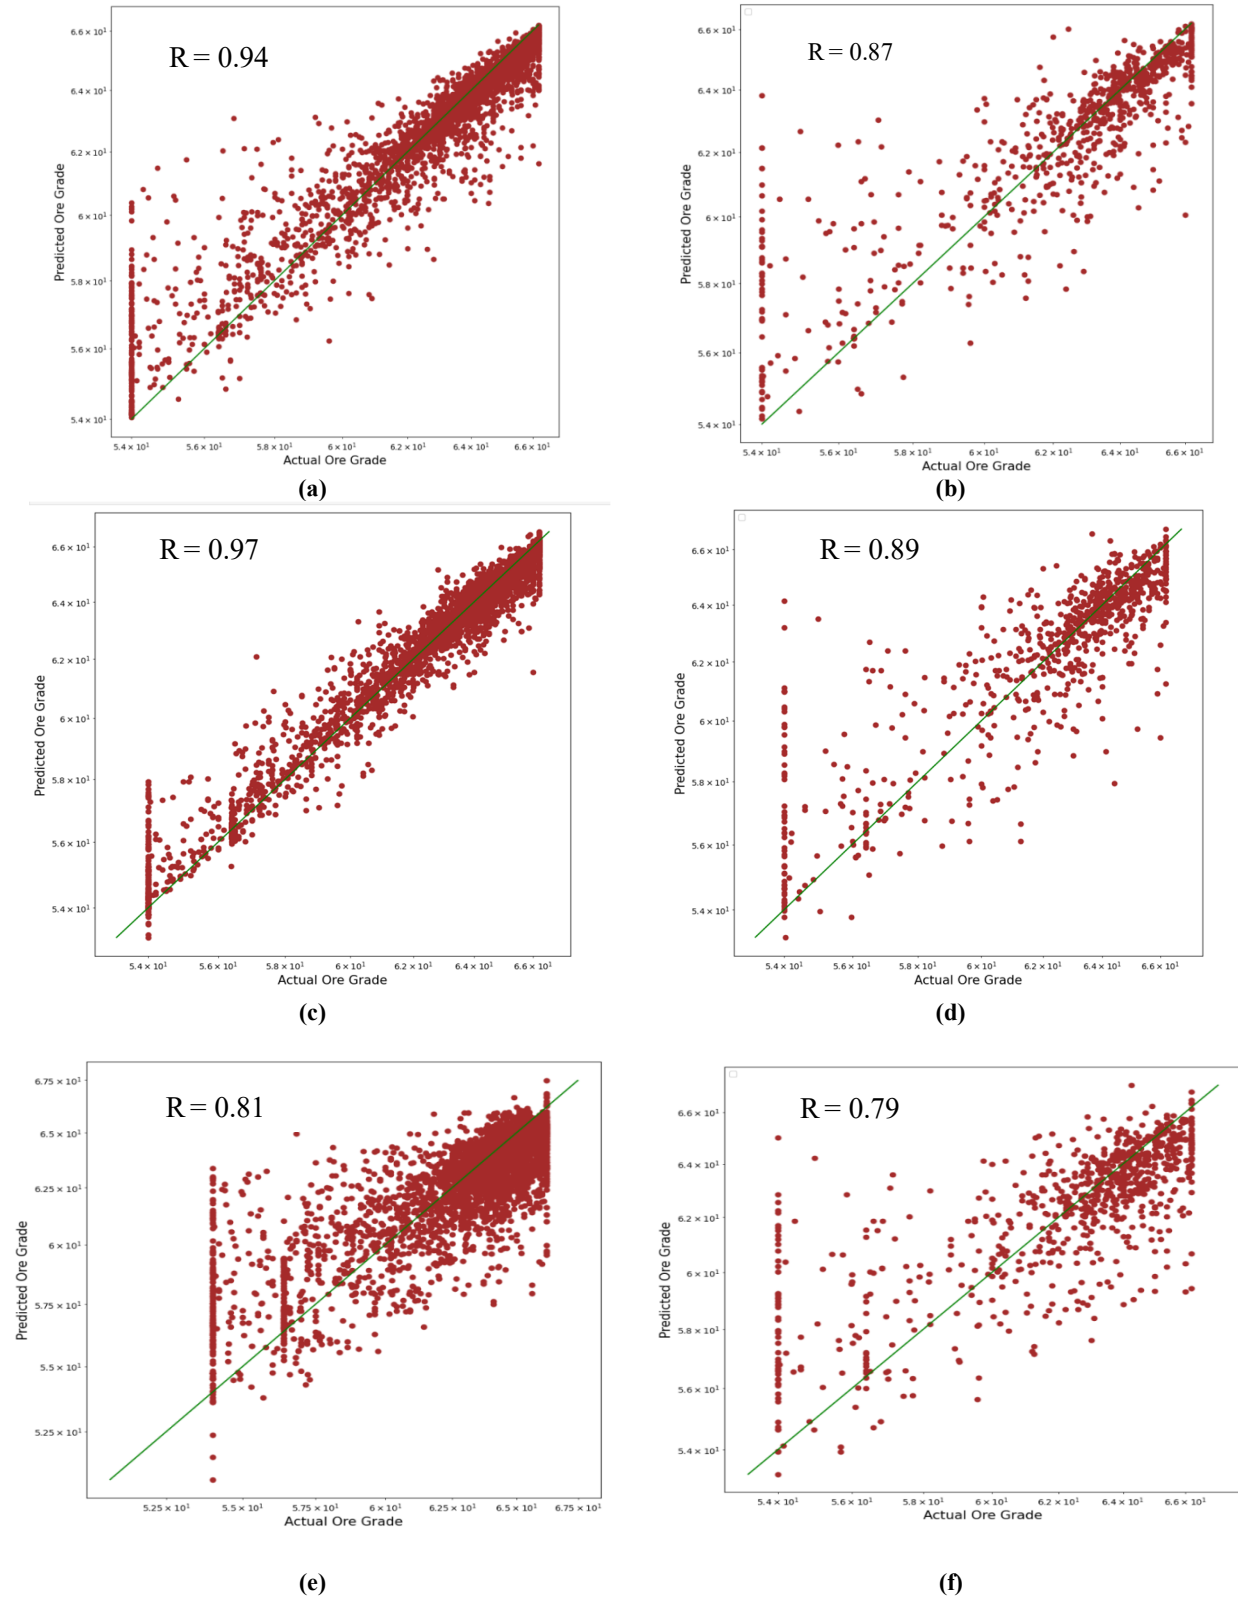 R = 0.94
6.6 × 10¹
6.4 × 10¹
6.2 × 10¹
6 × 10¹
5.8 × 10¹
5.6 × 10¹
5.4 × 10¹
Predicted Ore Grade
5.4 × 10¹ 5.6 × 10¹ 5.8 × 10¹ 6 × 10¹ 6.2 × 10¹ 6.4 × 10¹ 6.6 × 10¹
Actual Ore Grade
(a)
R = 0.87
6.6 × 10¹
6.4 × 10¹
6.2 × 10¹
6 × 10¹
5.8 × 10¹
5.6 × 10¹
5.4 × 10¹
Predicted Ore Grade
5.4 × 10¹ 5.6 × 10¹ 5.8 × 10¹ 6 × 10¹ 6.2 × 10¹ 6.4 × 10¹ 6.6 × 10¹
Actual Ore Grade
(b)
R = 0.97
6.6 × 10¹
6.4 × 10¹
6.2 × 10¹
6 × 10¹
5.8 × 10¹
5.6 × 10¹
5.4 × 10¹
Predicted Ore Grade
5.4 × 10¹ 5.6 × 10¹ 5.8 × 10¹ 6 × 10¹ 6.2 × 10¹ 6.4 × 10¹ 6.6 × 10¹
Actual Ore Grade
(c)
R = 0.89
6.6 × 10¹
6.4 × 10¹
6.2 × 10¹
6 × 10¹
5.8 × 10¹
5.6 × 10¹
5.4 × 10¹
Predicted Ore Grade
5.4 × 10¹ 5.6 × 10¹ 5.8 × 10¹ 6 × 10¹ 6.2 × 10¹ 6.4 × 10¹ 6.6 × 10¹
Actual Ore Grade
(d)
R = 0.81
6.75 × 10¹
6.5 × 10¹
6.25 × 10¹
6 × 10¹
5.75 × 10¹
5.5 × 10¹
5.25 × 10¹
Predicted Ore Grade
5.25 × 10¹ 5.5 × 10¹ 5.75 × 10¹ 6 × 10¹ 6.25 × 10¹ 6.5 × 10¹ 6.75 × 10¹
Actual Ore Grade
(e)
R = 0.79
6.6 × 10¹
6.4 × 10¹
6.2 × 10¹
6 × 10¹
5.8 × 10¹
5.6 × 10¹
5.4 × 10¹
Predicted Ore Grade
5.4 × 10¹ 5.6 × 10¹ 5.8 × 10¹ 6 × 10¹ 6.2 × 10¹ 6.4 × 10¹ 6.6 × 10¹
Actual Ore Grade
(f)